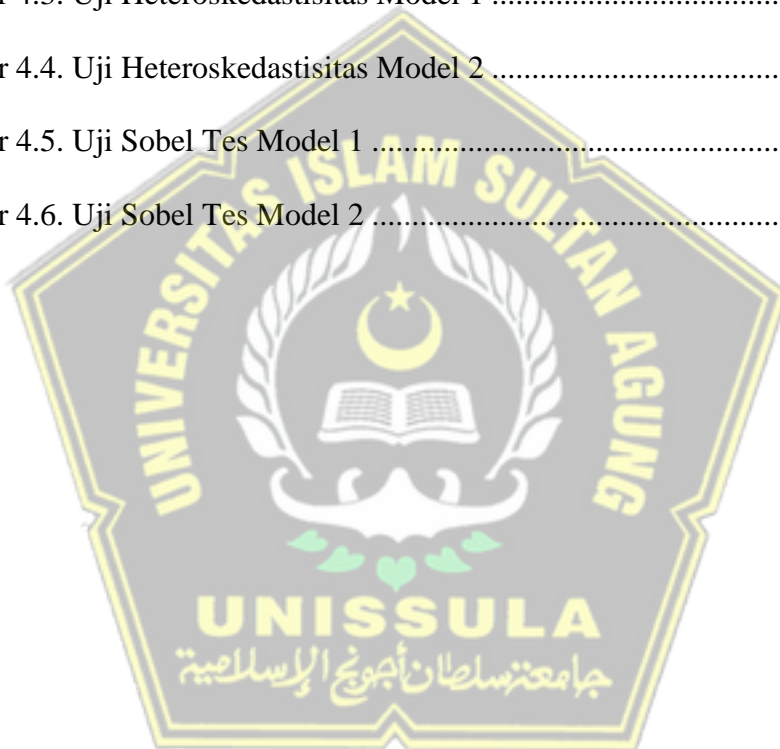 r 4.3. Uji Heteroskedastisitas Model 1 ....................................
r 4.4. Uji Heteroskedastisitas Model 2 ....................................
r 4.5. Uji Sobel Tes Model 1 ...................................................
r 4.6. Uji Sobel Tes Model 2 ...................................................
UNIVERSITAS ISLAM SULTAN AGUNG
UNISSULA
جامعة سلطان أجونج الإسلامية